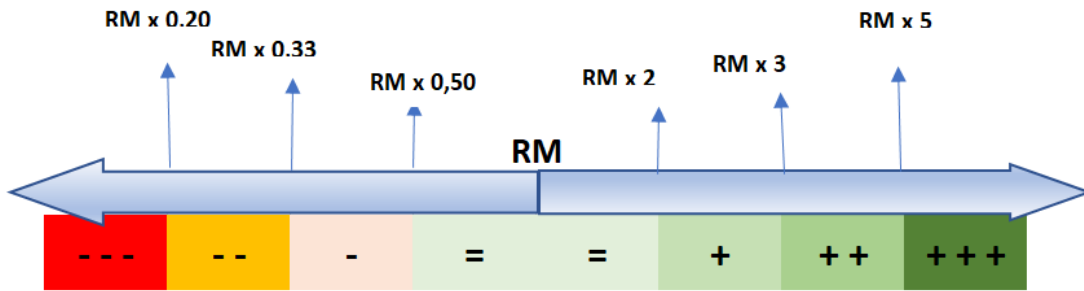 RM x 0.20
RM x 0.33
RM x 0,50
RM
RM x 2
RM x 3
RM x 5
- - - - - - = = + + + + + +